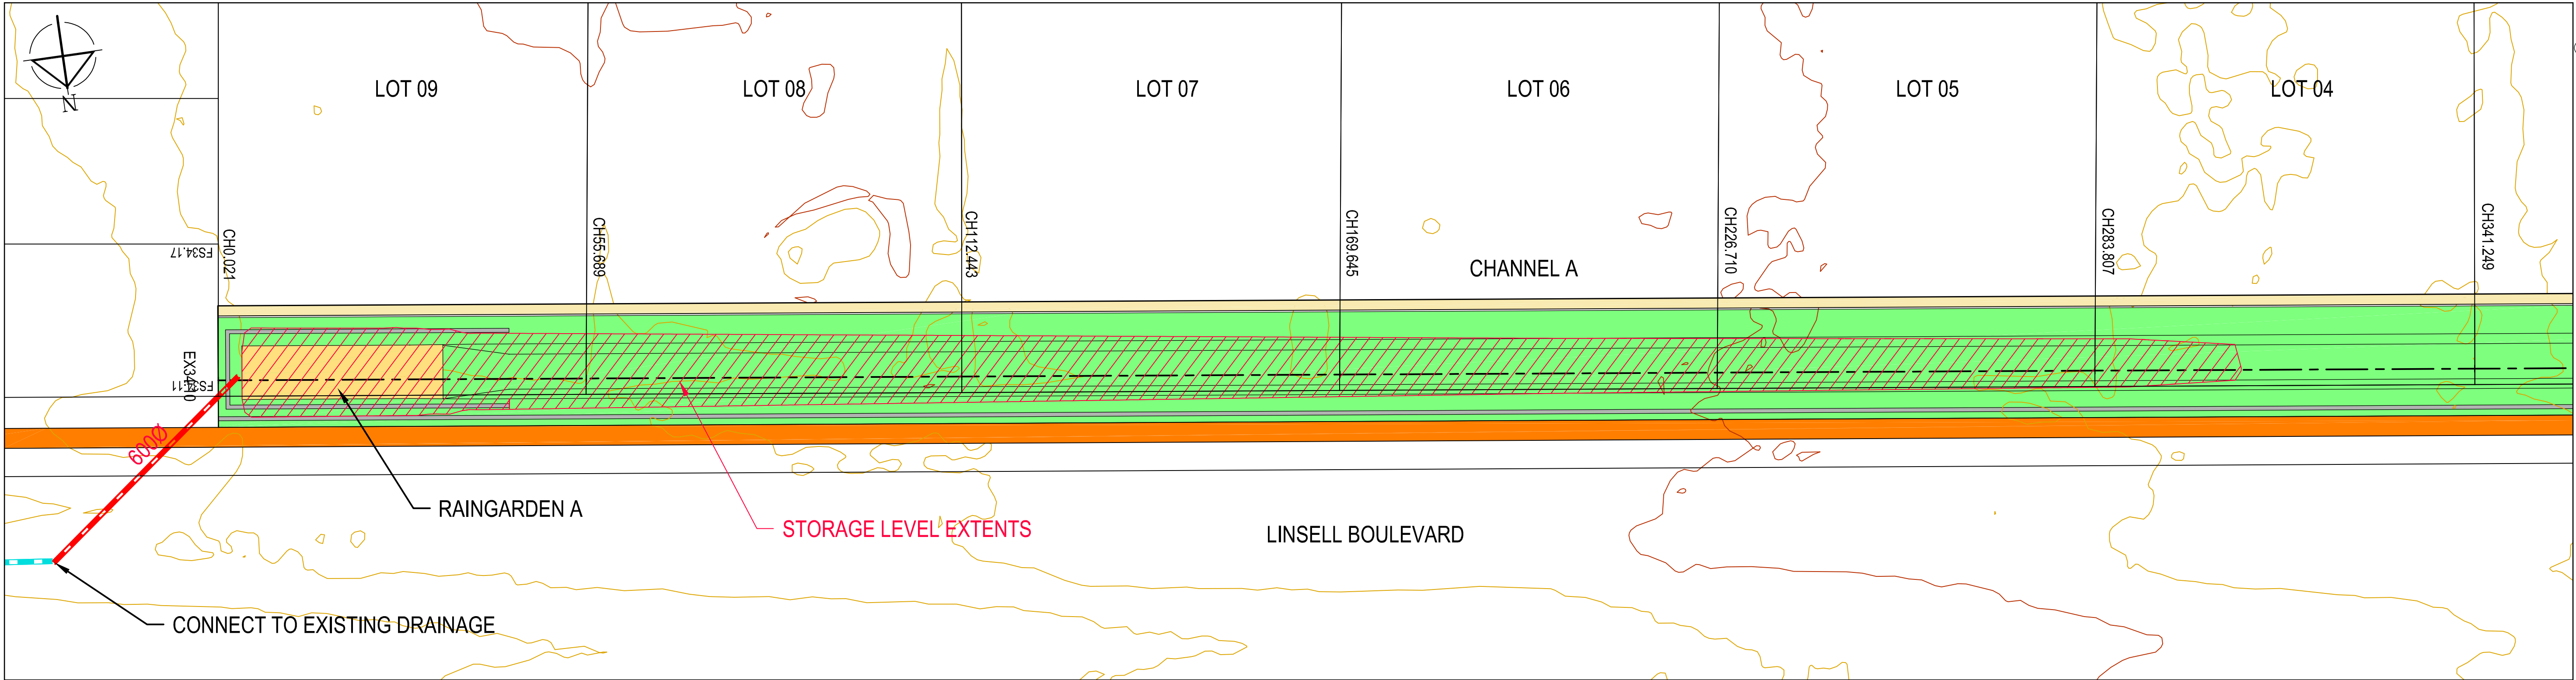 N
LOT 09
LOT 08
LOT 07
LOT 06
LOT 05
LOT 04
FS34.17
CH0.021
CH55.689
CH112.443
CH169.645
CH226.710
CH283.807
CH341.249
CHANNEL A
600Ø
RAINGARDEN A
STORAGE LEVEL EXTENTS
LINSELL BOULEVARD
CONNECT TO EXISTING DRAINAGE